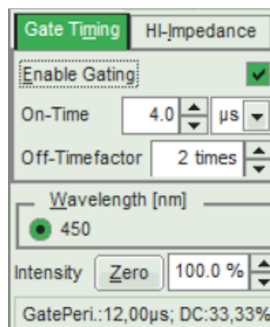 Gate Timing HI-Impedance
Enable Gating
On-Time 4.0 µs
Off-Timefactor 2 times
Wavelength [nm]
450
Intensity Zero 100.0 %
GatePeri.:12,00µs; DC:33,33%